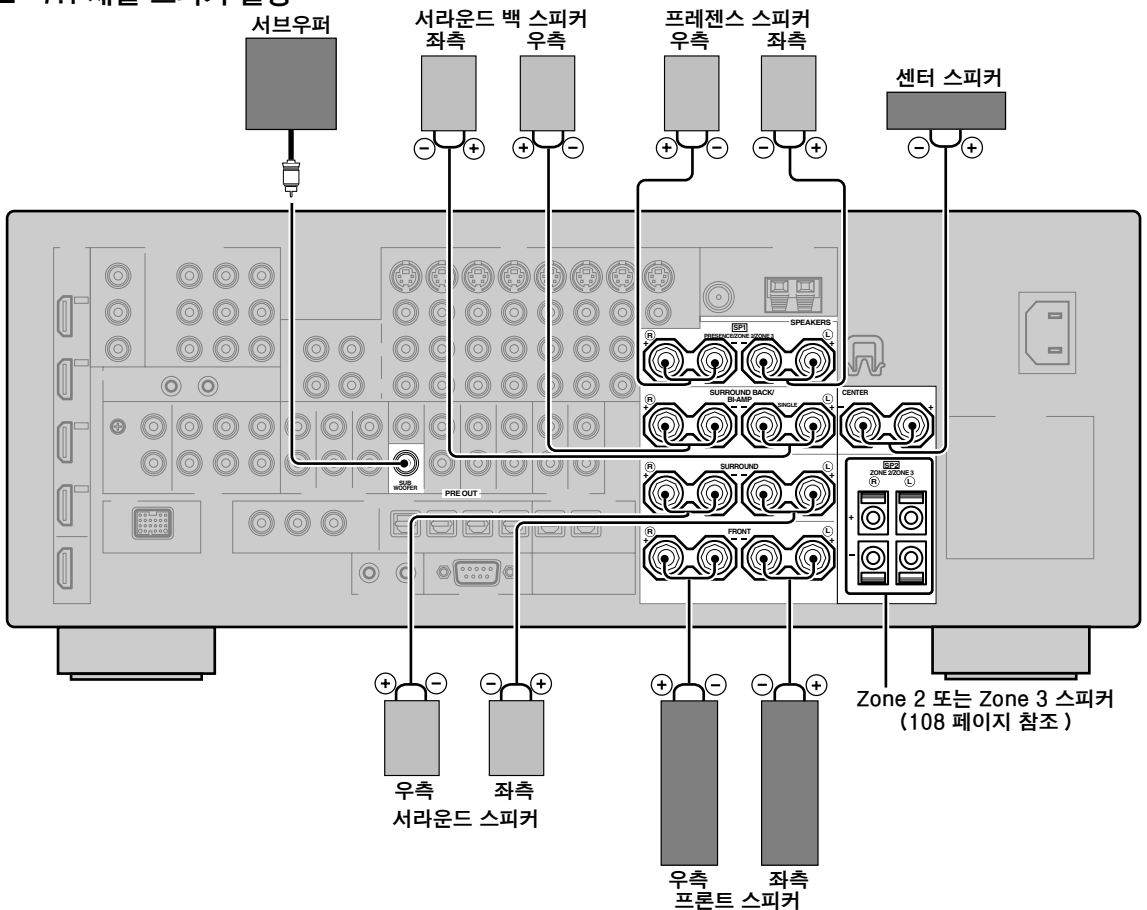 서브우퍼
서라운드 백 스피커
좌측 우측
프레젠스 스피커
우측 좌측
센터 스피커
SPEAKERS
SP1
PRESENCE/ZONE 2/ZONE 3
R L
SURROUND BACK/
BI-AMP
SINGLE
R L
CENTER
SURROUND
R L
SP2
ZONE 2/ZONE 3
R L
SUB
WOOFER
PRE OUT
FRONT
R L
Zone 2 또는 Zone 3 스피커
(108 페이지 참조 )
우측 좌측
서라운드 스피커
우측 좌측
프론트 스피커